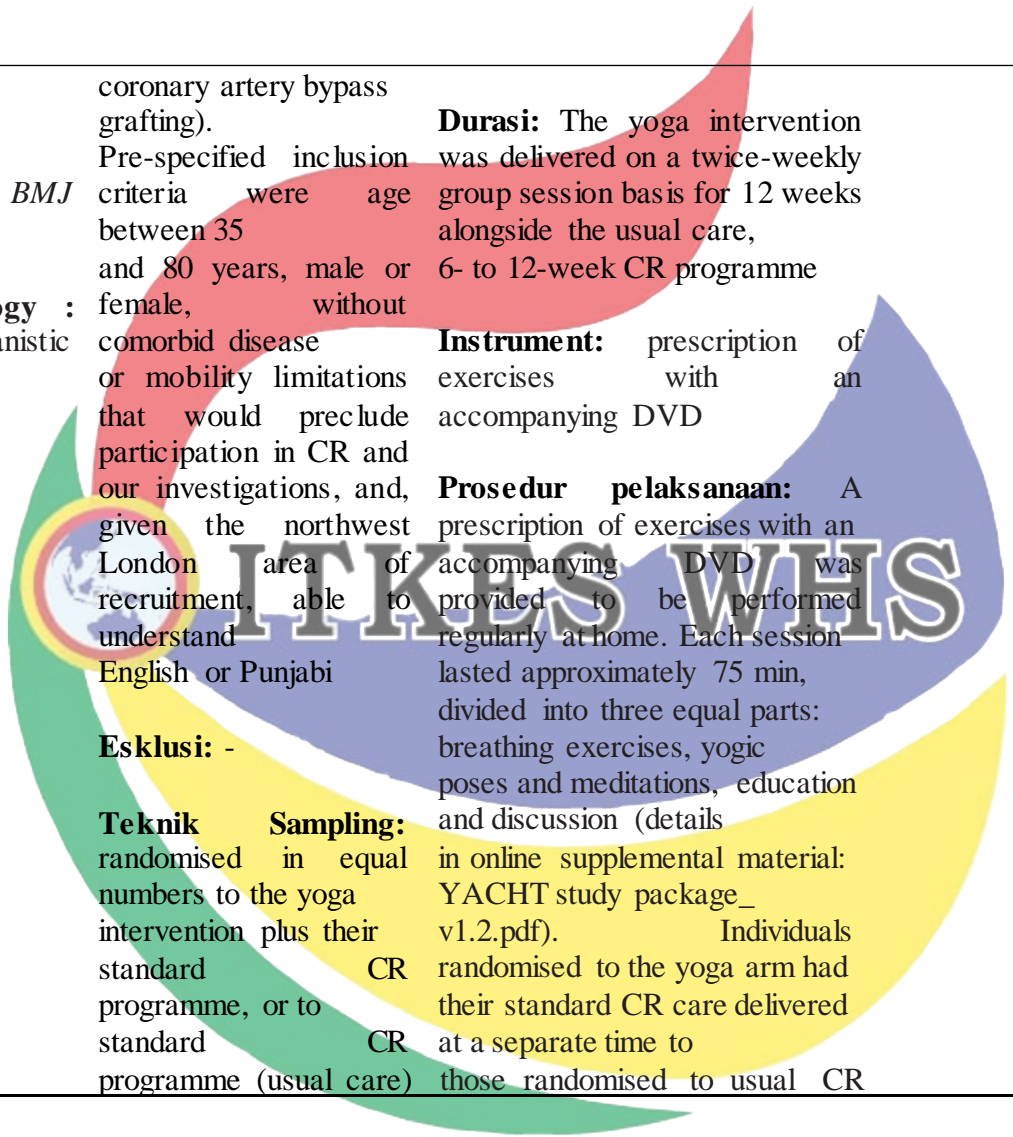 BMJ
ogy :
anistic
coronary artery bypass
grafting).
Pre-specified inclusion
criteria were age
between 35
and 80 years, male or
female, without
comorbid disease
or mobility limitations
that would preclude
participation in CR and
our investigations, and,
given the northwest
London area of
recruitment, able to
understand
English or Punjabi
Esklusi: -
Teknik Sampling:
randomised in equal
numbers to the yoga
intervention plus their
standard CR
programme, or to
standard CR
programme (usual care)
Durasi: The yoga intervention
was delivered on a twice-weekly
group session basis for 12 weeks
alongside the usual care,
6- to 12-week CR programme
Instrument: prescription of
exercises with an
accompanying DVD
Prosedur pelaksanaan: A
prescription of exercises with an
accompanying DVD was
provided to be performed
regularly at home. Each session
lasted approximately 75 min,
divided into three equal parts:
breathing exercises, yogic
poses and meditations, education
and discussion (details
in online supplemental material:
YACHT study package_
v1.2.pdf). Individuals
randomised to the yoga arm had
their standard CR care delivered
at a separate time to
those randomised to usual CR
ITKES WHS